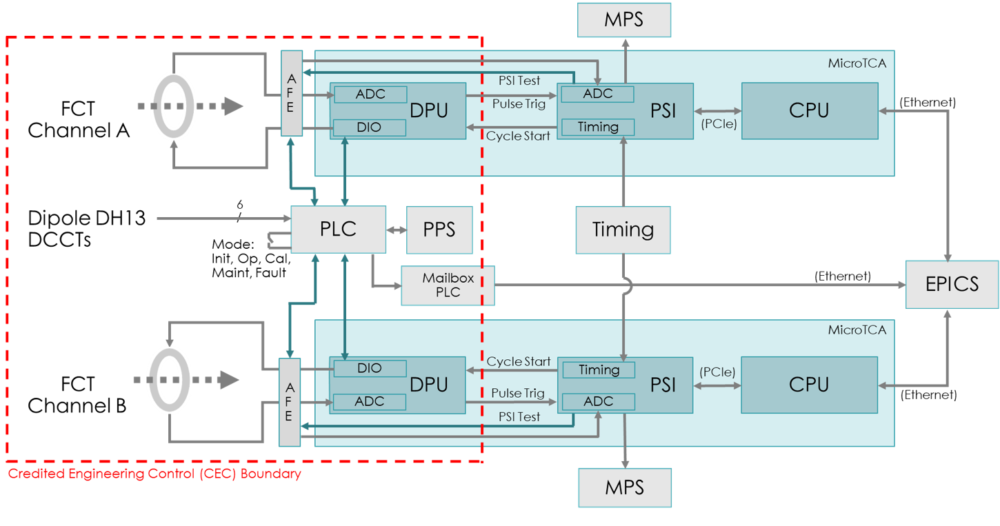 MPS
MicroTCA
A
F
E
ADC
DPU
DIO
PSI Test
Pulse Trig
Cycle Start
ADC
PSI
Timing
(PCIe)
CPU
(Ethernet)
FCT
Channel A
Dipole DH13
DCCTs
6
/
PLC
PPS
Timing
Mode:
Init, Op, Cal,
Maint, Fault
Mailbox
PLC
(Ethernet)
EPICS
MicroTCA
FCT
Channel B
A
F
E
DIO
DPU
ADC
Cycle Start
Pulse Trig
PSI Test
Timing
PSI
ADC
(PCIe)
CPU
(Ethernet)
Credited Engineering Control (CEC) Boundary
MPS